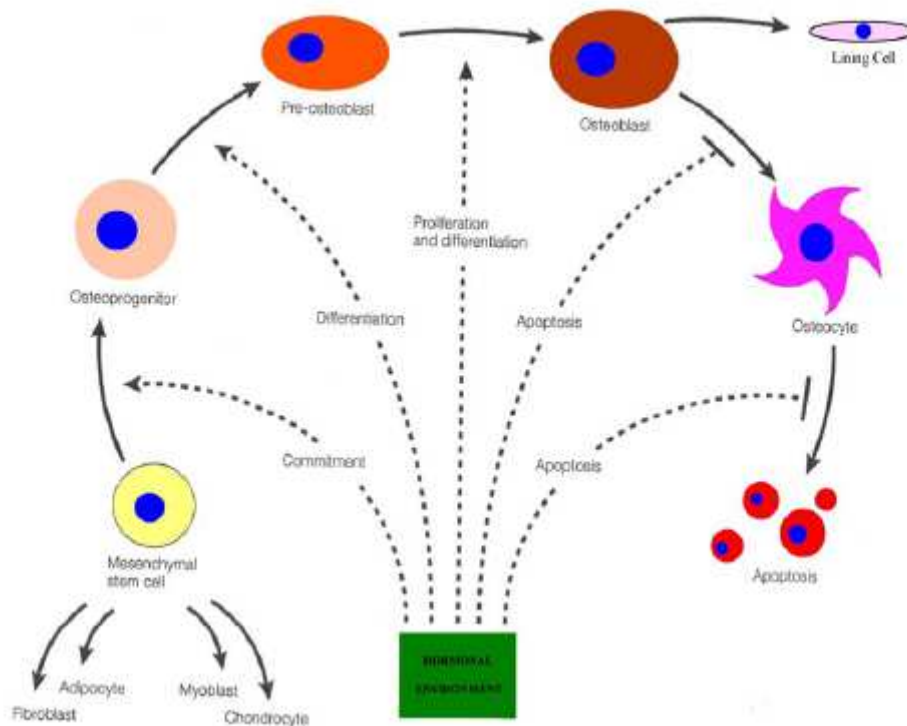 Lining Cell
Pre-osteoblast
Osteoblast
Proliferation
and differentiation
Osteoprogenitor
Differentiation
Apoptosis
Osteocyte
Commitment
Apoptosis
Mesenchymal
stem cell
Apoptosis
HORMONAL
ENVIRONMENT
Adipocyte
Myoblast
Fibroblast
Chondrocyte